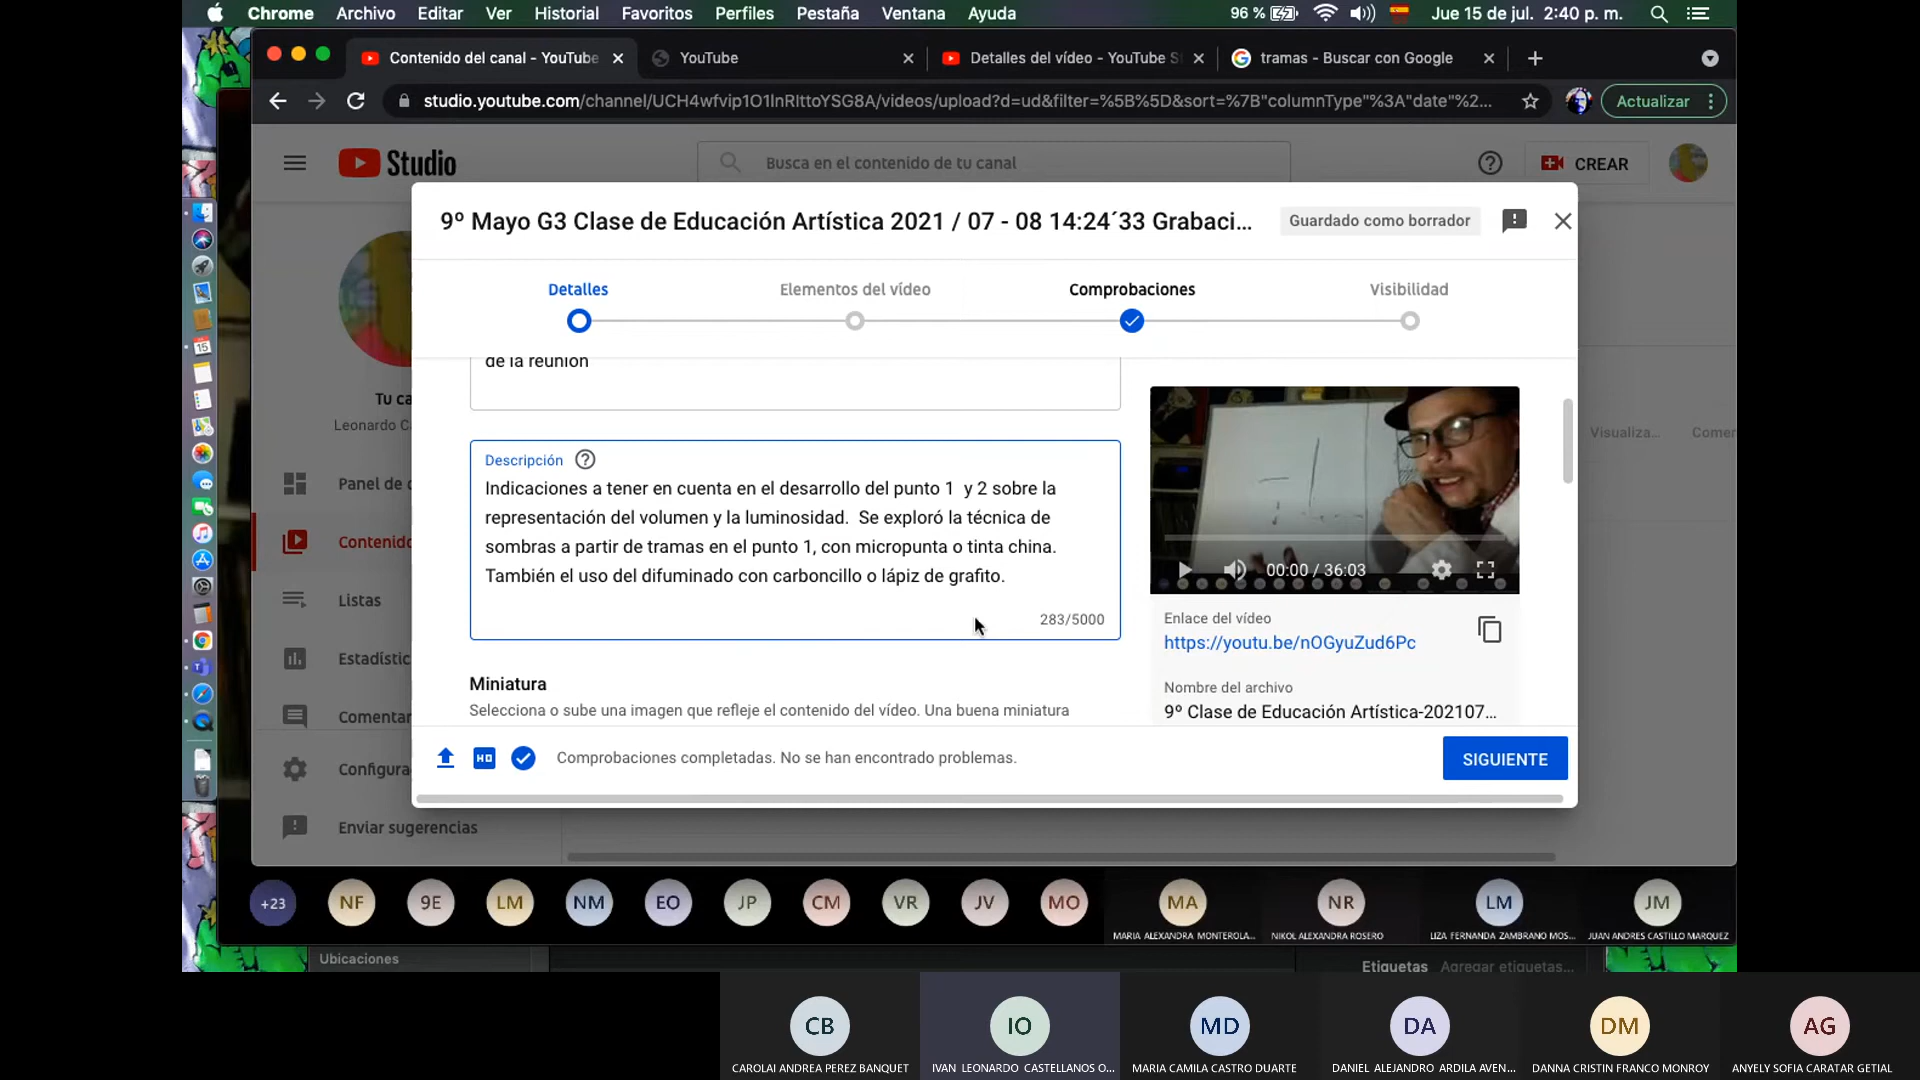 Chrome Archivo Editar Ver Historial Favoritos Perfiles Pestaña Ventana Ayuda 96 % Jue 15 de jul. 2:40 p. m.
Contenido del canal - YouTube
YouTube
Detalles del vídeo - YouTube S
tramas - Buscar con Google
studio.youtube.com/channel/UCH4wfvip1O1InRIttoYSG8A/videos/upload?d=ud&filter=%5B%5D&sort=%7B"columnType"%3A"date"%2...
Actualizar
Studio
Busca en el contenido de tu canal
CREAR
9º Mayo G3 Clase de Educación Artística 2021 / 07 - 08 14:24´33 Grabaci...
Guardado como borrador
Detalles
Elementos del vídeo
Comprobaciones
Visibilidad
de la reunión
Descripción
Indicaciones a tener en cuenta en el desarrollo del punto 1 y 2 sobre la
representación del volumen y la luminosidad. Se exploró la técnica de
sombras a partir de tramas en el punto 1, con micropunta o tinta china.
También el uso del difuminado con carboncillo o lápiz de grafito.
283/5000
Miniatura
Selecciona o sube una imagen que refleje el contenido del vídeo. Una buena miniatura
00:00 / 36:03
Enlace del vídeo
https://youtu.be/nOGyuZud6Pc
Nombre del archivo
9º Clase de Educación Artística-202107...
HD
Comprobaciones completadas. No se han encontrado problemas.
SIGUIENTE
Tu ca
Leonardo C
Panel de c
Contenido
Listas
Estadístic
Comentar
Configura
Enviar sugerencias
Visualiza...
Comer
+23 NF 9E LM NM EO JP CM VR JV MO MA NR LM JM
MARIA ALEXANDRA MONTEROLA...
NIKOL ALEXANDRA ROSERO
LIZA FERNANDA ZAMBRANO MOS...
JUAN ANDRES CASTILLO MARQUEZ
Ubicaciones
Etiquetas Agregar etiquetas...
CB IO MD DA DM AG
CAROLAI ANDREA PEREZ BANQUET
IVAN LEONARDO CASTELLANOS O...
MARIA CAMILA CASTRO DUARTE
DANIEL ALEJANDRO ARDILA AVEN...
DANNA CRISTIN FRANCO MONROY
ANYELY SOFIA CARATAR GETIAL